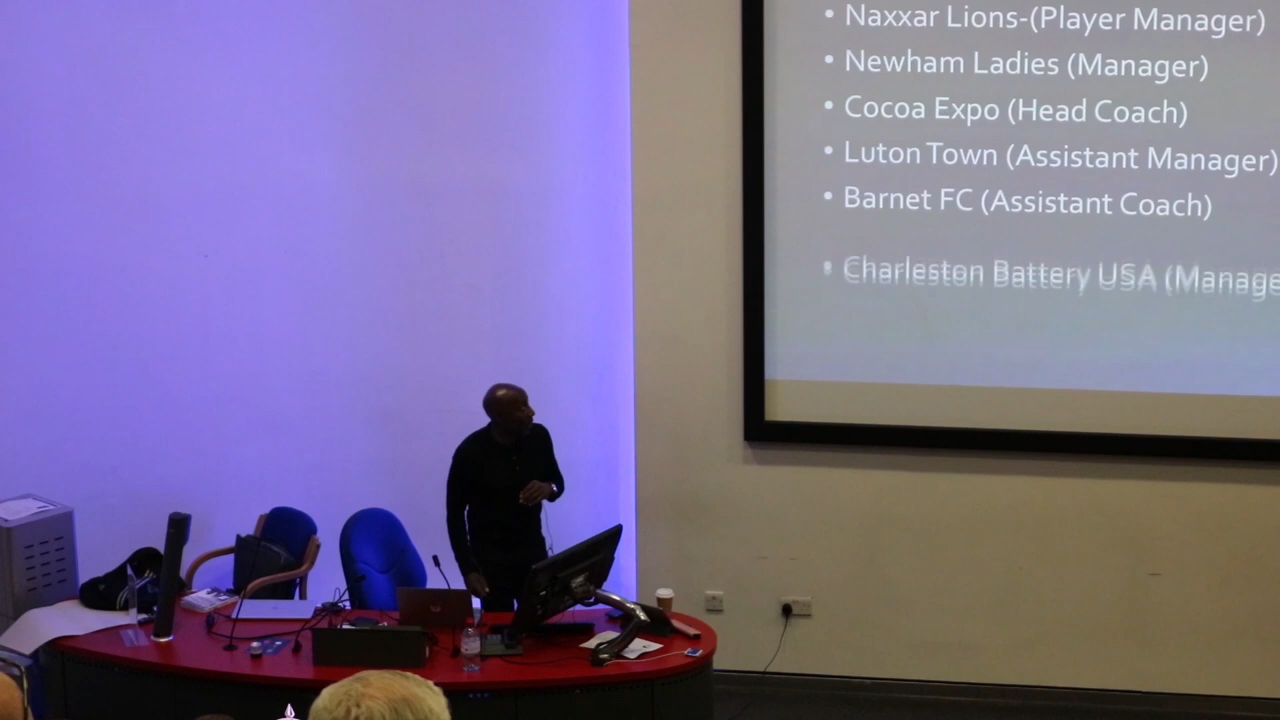 • Naxxar Lions-(Player Manager)
• Newham Ladies (Manager)
• Cocoa Expo (Head Coach)
• Luton Town (Assistant Manager)
• Barnet FC (Assistant Coach)
• Charleston Battery USA (Manage